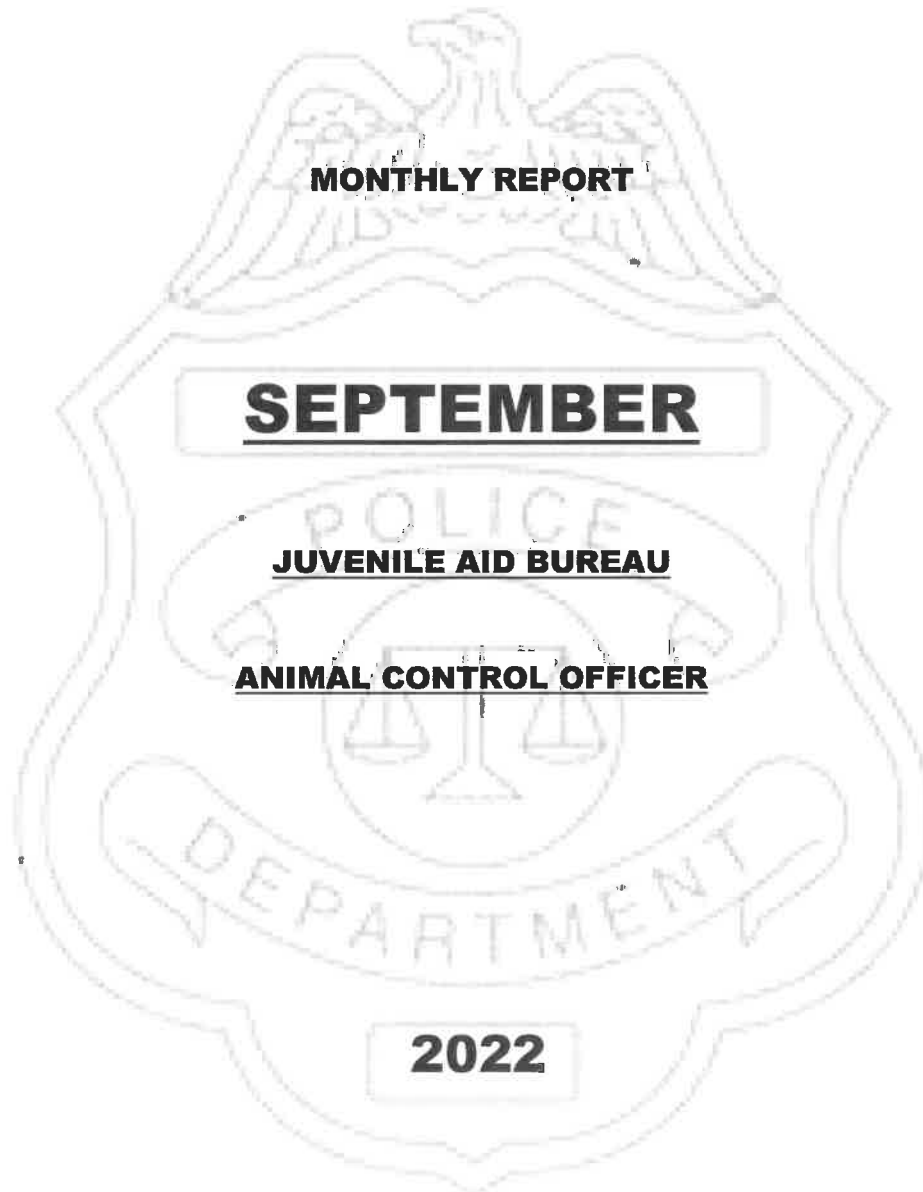 MONTHLY REPORT
SEPTEMBER
POLICE
JUVENILE AID BUREAU
ANIMAL CONTROL OFFICER
DEPARTMENT
2022